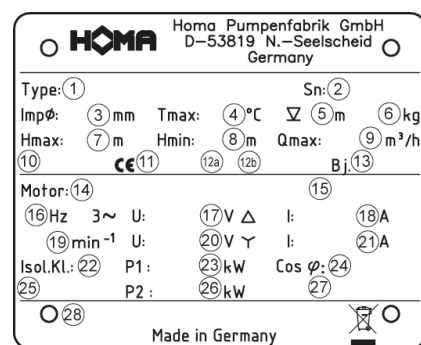 HOMA
Homa Pumpenfabrik GmbH
D-53819 N.-Seelscheid
Germany
Type: 1 Sn: 2
Impø: 3 mm Tmax: 4 °C 5 m 6 kg
Hmax: 7 m Hmin: 8 m Qmax: 9 m³/h
10 CE 11 12a 12b Bj. 13
Motor: 14 15
16 Hz 3~ U: 17 V △ I: 18 A
19 min-1 U: 20 V Y I: 21 A
Isol.Kl.: 22 P1: 23 kW Cos φ: 24
25 P2: 26 kW 27
28
Made in Germany